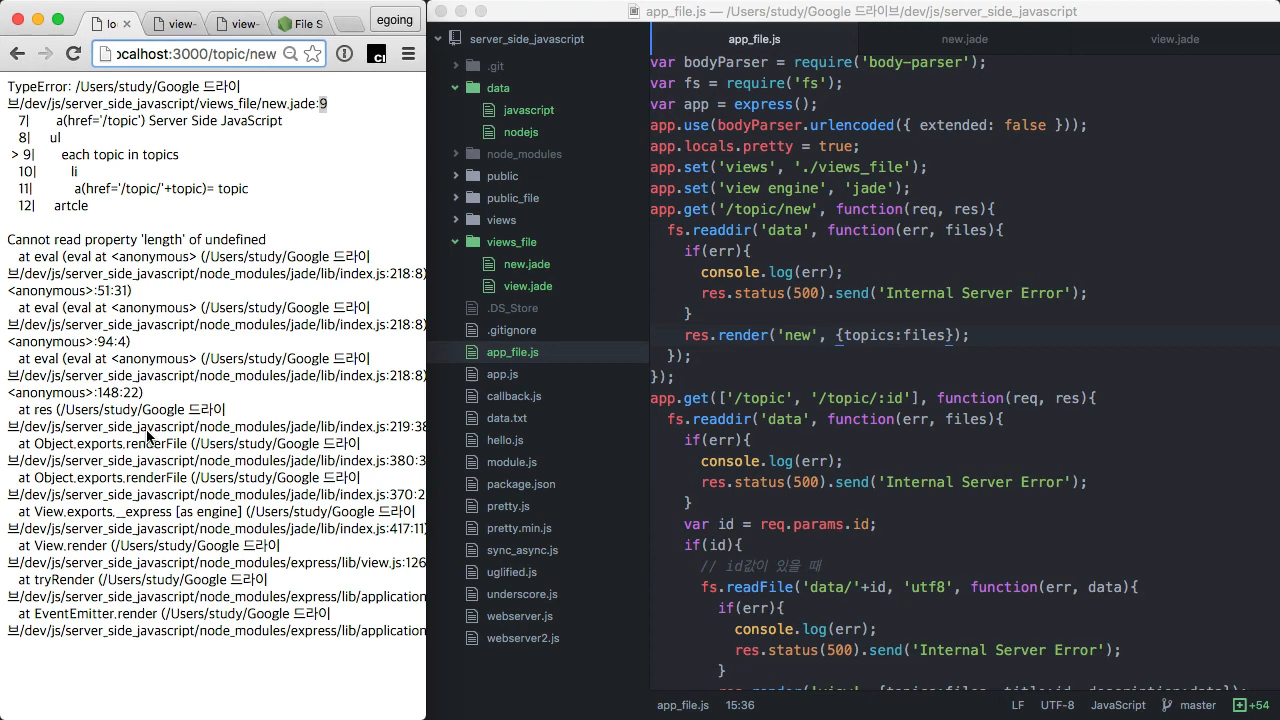 lo
view-
view-
File S
egoing
ocalhost:3000/topic/new
TypeError: /Users/study/Google 드라이
브/dev/js/server_side_javascript/views_file/new.jade:9
7| a(href='/topic') Server Side JavaScript
8| ul
> 9| each topic in topics
10| li
11| a(href='/topic/'+topic)= topic
12| artcle
Cannot read property 'length' of undefined
at eval (eval at <anonymous> (/Users/study/Google 드라이
브/dev/js/server_side_javascript/node_modules/jade/lib/index.js:218:8)
<anonymous>:51:31)
at eval (eval at <anonymous> (/Users/study/Google 드라이
브/dev/js/server_side_javascript/node_modules/jade/lib/index.js:218:8)
<anonymous>:94:4)
at eval (eval at <anonymous> (/Users/study/Google 드라이
브/dev/js/server_side_javascript/node_modules/jade/lib/index.js:218:8)
<anonymous>:148:22)
at res (/Users/study/Google 드라이
브/dev/js/server_side_javascript/node_modules/jade/lib/index.js:219:38
at Object.exports.renderFile (/Users/study/Google 드라이
브/dev/js/server_side_javascript/node_modules/jade/lib/index.js:380:3
at Object.exports.renderFile (/Users/study/Google 드라이
브/dev/js/server_side_javascript/node_modules/jade/lib/index.js:370:2
at View.exports.__express [as engine] (/Users/study/Google 드라이
브/dev/js/server_side_javascript/node_modules/jade/lib/index.js:417:11)
at View.render (/Users/study/Google 드라이
브/dev/js/server_side_javascript/node_modules/express/lib/view.js:126
at tryRender (/Users/study/Google 드라이
브/dev/js/server_side_javascript/node_modules/express/lib/application
at EventEmitter.render (/Users/study/Google 드라이
브/dev/js/server_side_javascript/node_modules/express/lib/application
app_file.js — /Users/study/Google 드라이브/dev/js/server_side_javascript
server_side_javascript
.git
data
javascript
nodejs
node_modules
public
public_file
views
views_file
new.jade
view.jade
.DS_Store
.gitignore
app_file.js
app.js
callback.js
data.txt
hello.js
module.js
package.json
pretty.js
pretty.min.js
sync_async.js
uglified.js
underscore.js
webserver.js
webserver2.js
app_file.js
new.jade
view.jade
var bodyParser = require('body-parser');
var fs = require('fs');
var app = express();
app.use(bodyParser.urlencoded({ extended: false }));
app.locals.pretty = true;
app.set('views', './views_file');
app.set('view engine', 'jade');
app.get('/topic/new', function(req, res){
fs.readdir('data', function(err, files){
if(err){
console.log(err);
res.status(500).send('Internal Server Error');
}
res.render('new', {topics:files});
});
});
app.get(['/topic', '/topic/:id'], function(req, res){
fs.readdir('data', function(err, files){
if(err){
console.log(err);
res.status(500).send('Internal Server Error');
}
var id = req.params.id;
if(id){
// id값이 있을 때
fs.readFile('data/'+id, 'utf8', function(err, data){
if(err){
console.log(err);
res.status(500).send('Internal Server Error');
}
res.render('view', {topics:files, title:id, description:data});
app_file.js 15:36
LF UTF-8 JavaScript master +54